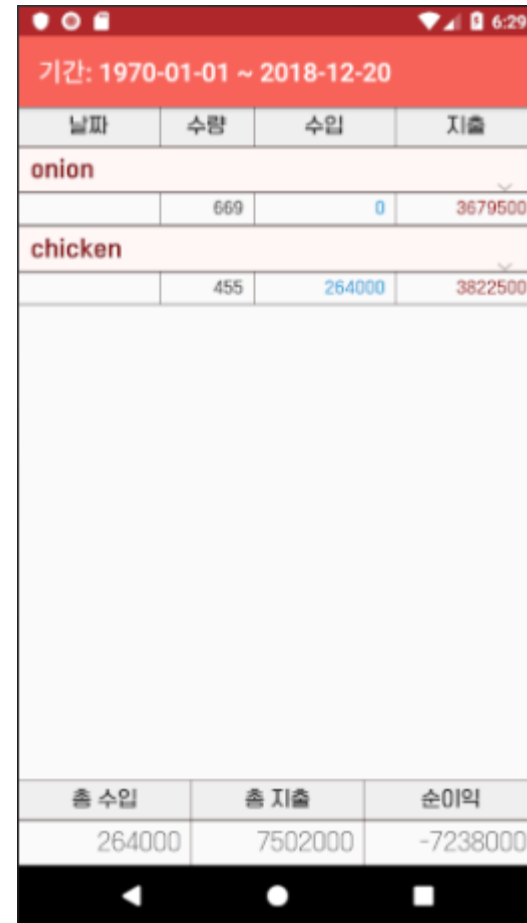 6:29
기간: 1970-01-01 ~ 2018-12-20
날짜 수량 수입 지출
onion
669 0 3679500
chicken
455 264000 3822500
총 수입 총 지출 순이익
264000 7502000 -7238000